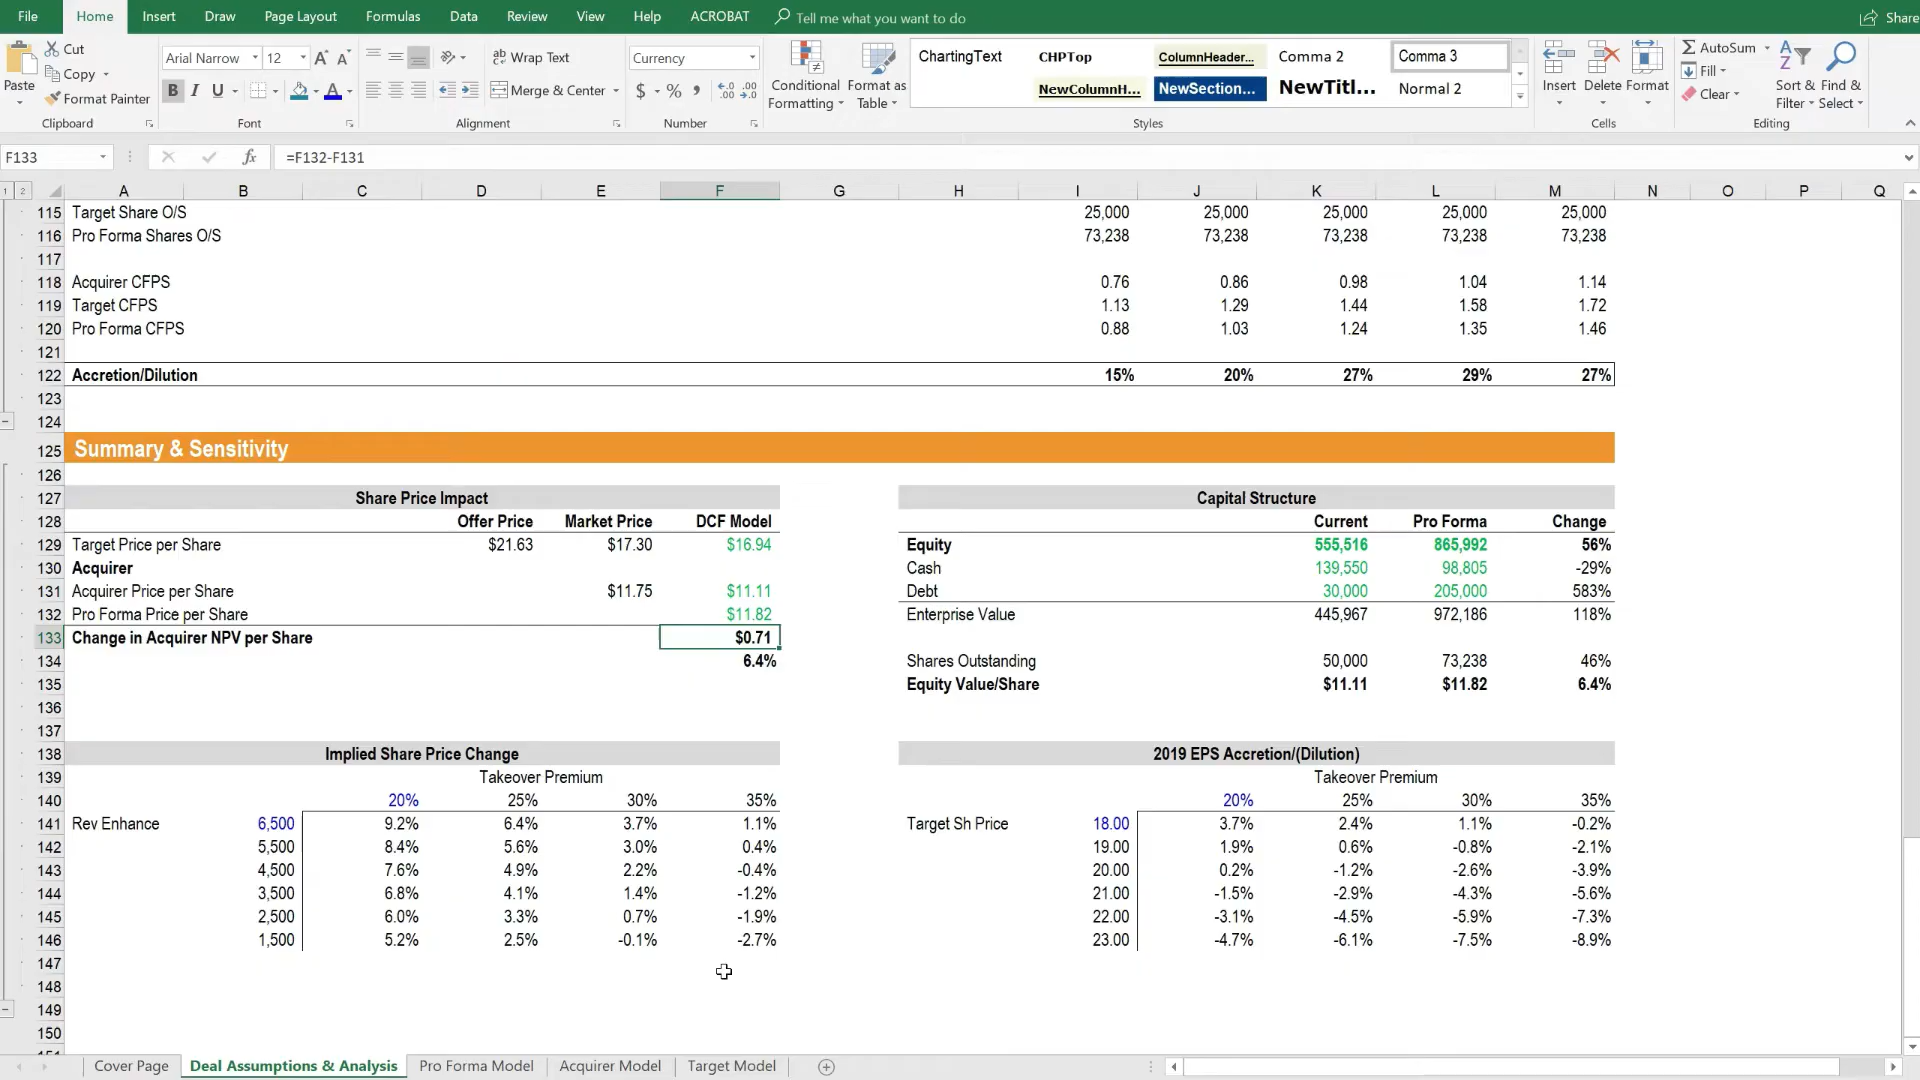 File Home Insert Draw Page Layout Formulas Data Review View Help ACROBAT Tell me what you want to do Share
Paste Cut Copy Format Painter Clipboard
Arial Narrow 12 A A B I U A Font
ab Wrap Text Merge & Center Alignment
Currency $ % , Number
Conditional Formatting Format as Table
ChartingText CHPTop ColumnHeader... Comma 2 Comma 3
NewColumnH... NewSection... NewTitl... Normal 2
Styles
Insert Delete Format Cells
AutoSum Fill Clear Sort & Filter Find & Select Editing
F133 fx =F132-F131
1 2 A B C D E F G H I J K L M N O P Q
115 Target Share O/S 25,000 25,000 25,000 25,000 25,000
116 Pro Forma Shares O/S 73,238 73,238 73,238 73,238 73,238
117
118 Acquirer CFPS 0.76 0.86 0.98 1.04 1.14
119 Target CFPS 1.13 1.29 1.44 1.58 1.72
120 Pro Forma CFPS 0.88 1.03 1.24 1.35 1.46
121
122 Accretion/Dilution 15% 20% 27% 29% 27%
123
124
125 Summary & Sensitivity
126
127 Share Price Impact Capital Structure
128 Offer Price Market Price DCF Model Current Pro Forma Change
129 Target Price per Share $21.63 $17.30 $16.94 Equity 555,516 865,992 56%
130 Acquirer Cash 139,550 98,805 -29%
131 Acquirer Price per Share $11.75 $11.11 Debt 30,000 205,000 583%
132 Pro Forma Price per Share $11.82 Enterprise Value 445,967 972,186 118%
133 Change in Acquirer NPV per Share $0.71
134 6.4% Shares Outstanding 50,000 73,238 46%
135 Equity Value/Share $11.11 $11.82 6.4%
136
137
138 Implied Share Price Change 2019 EPS Accretion/(Dilution)
139 Takeover Premium Takeover Premium
140 20% 25% 30% 35% 20% 25% 30% 35%
141 Rev Enhance 6,500 9.2% 6.4% 3.7% 1.1% Target Sh Price 18.00 3.7% 2.4% 1.1% -0.2%
142 5,500 8.4% 5.6% 3.0% 0.4% 19.00 1.9% 0.6% -0.8% -2.1%
143 4,500 7.6% 4.9% 2.2% -0.4% 20.00 0.2% -1.2% -2.6% -3.9%
144 3,500 6.8% 4.1% 1.4% -1.2% 21.00 -1.5% -2.9% -4.3% -5.6%
145 2,500 6.0% 3.3% 0.7% -1.9% 22.00 -3.1% -4.5% -5.9% -7.3%
146 1,500 5.2% 2.5% -0.1% -2.7% 23.00 -4.7% -6.1% -7.5% -8.9%
147
148
149
150
Cover Page Deal Assumptions & Analysis Pro Forma Model Acquirer Model Target Model